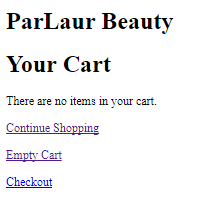 ParLaur Beauty
Your Cart
There are no items in your cart.
Continue Shopping
Empty Cart
Checkout